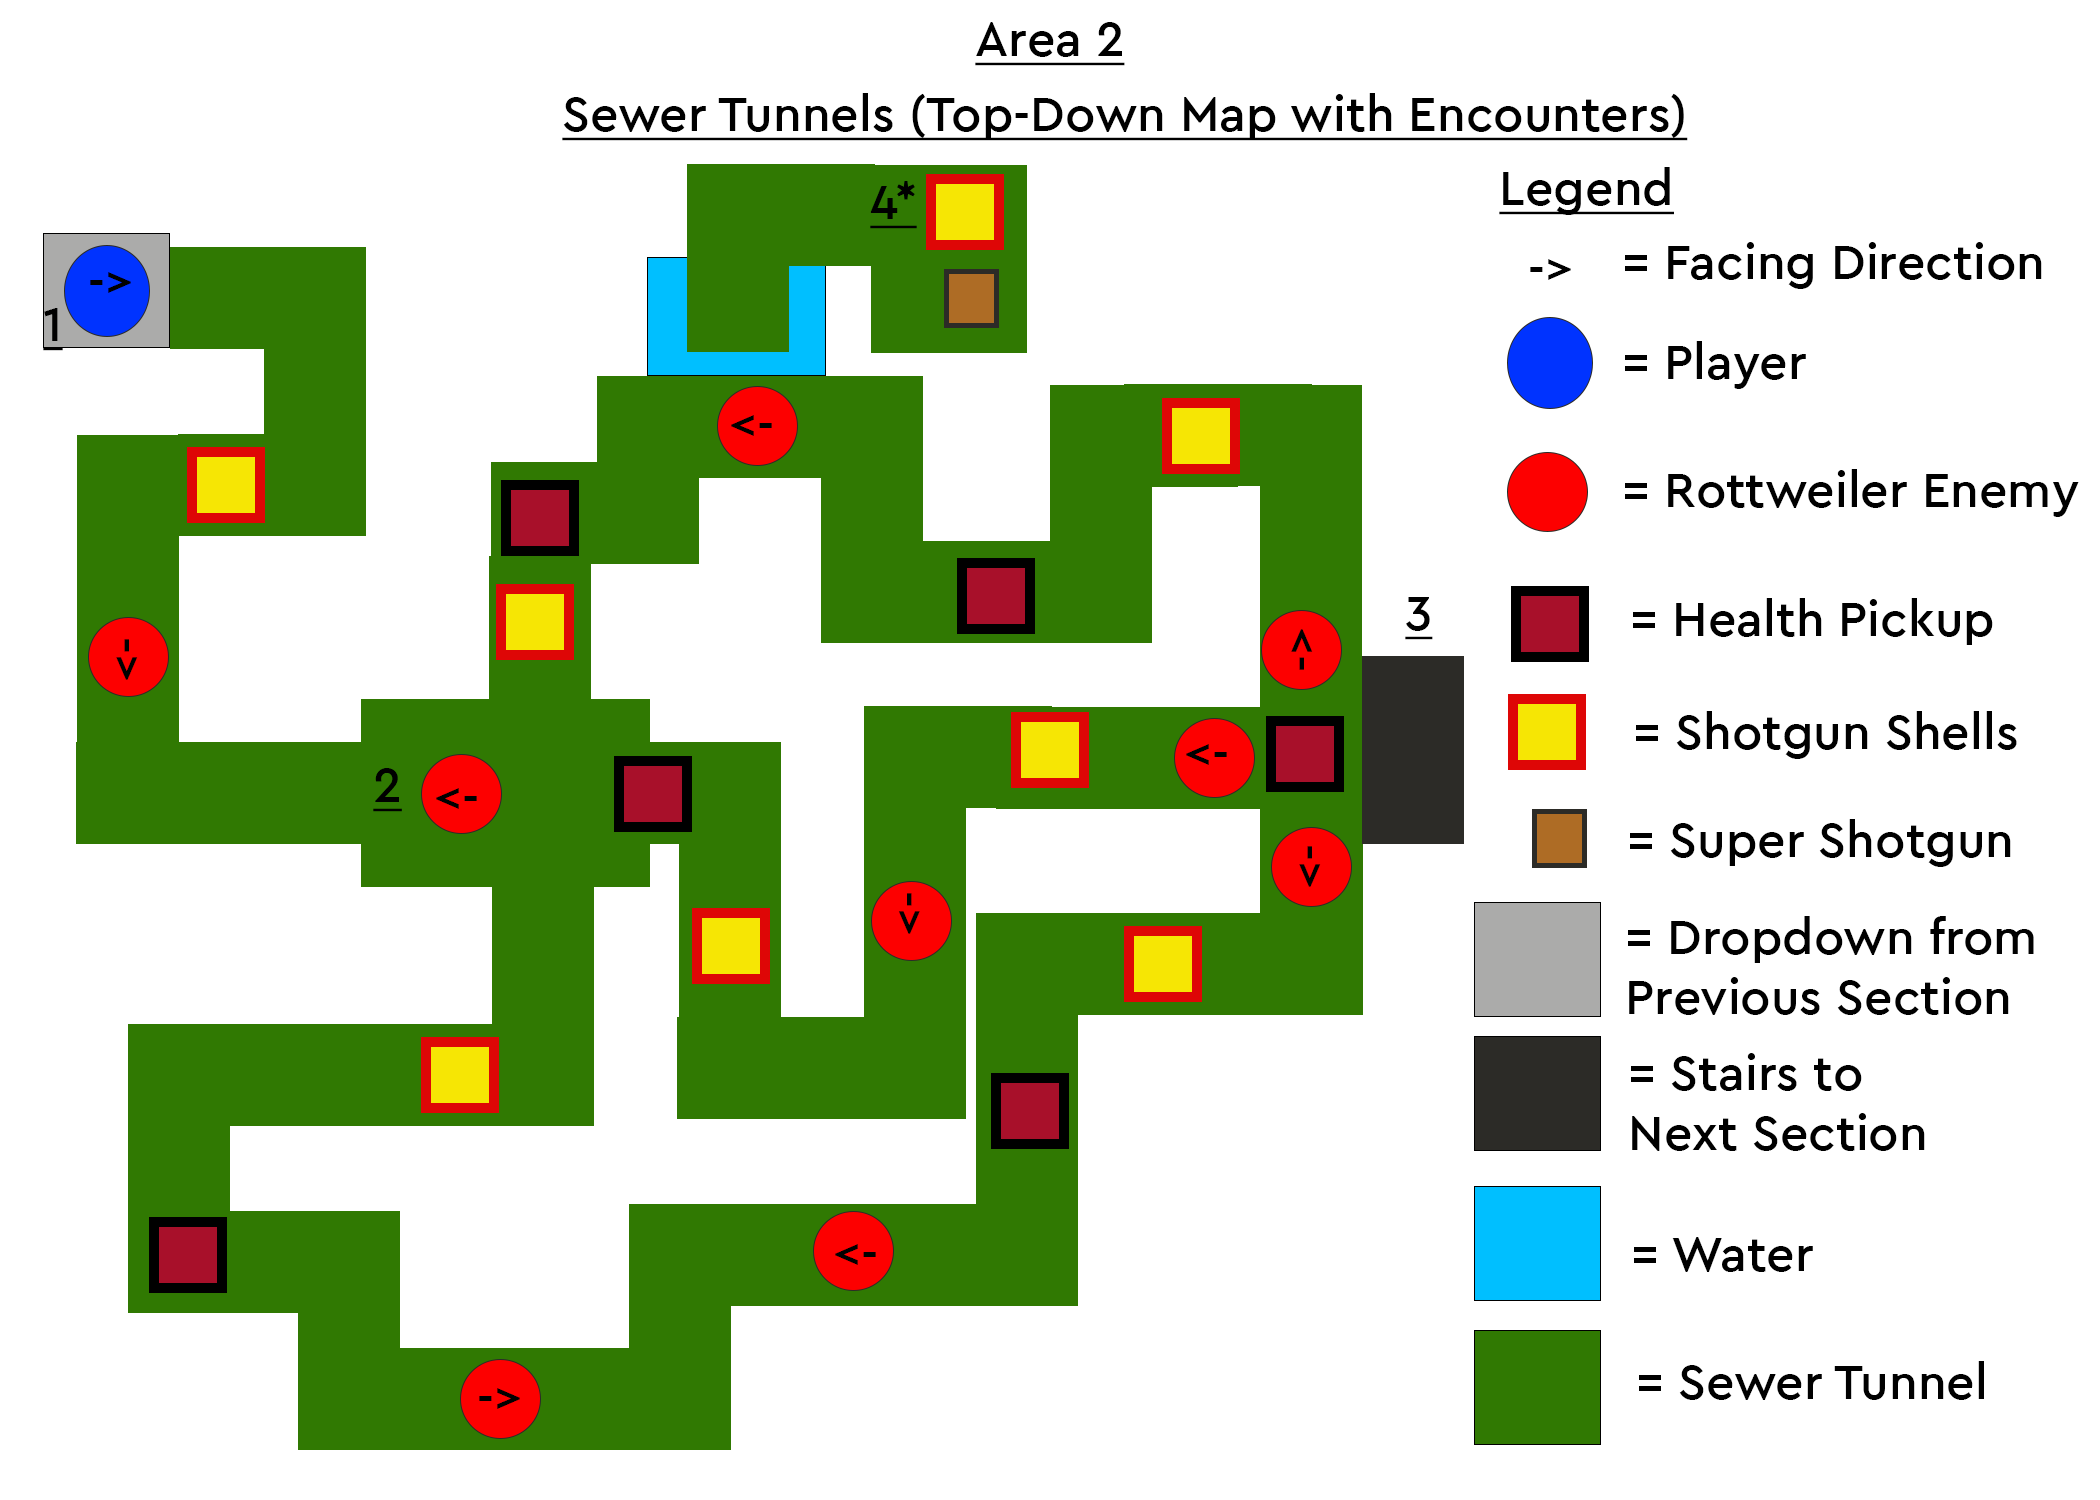 Area 2
Sewer Tunnels (Top-Down Map with Encounters)
Legend
-> = Facing Direction
= Player
= Rottweiler Enemy
= Health Pickup
= Shotgun Shells
= Super Shotgun
= Dropdown from
Previous Section
= Stairs to
Next Section
= Water
= Sewer Tunnel
4*
->
1
<-
->
<-
3
->
2
<-
<-
->
->
<-
->